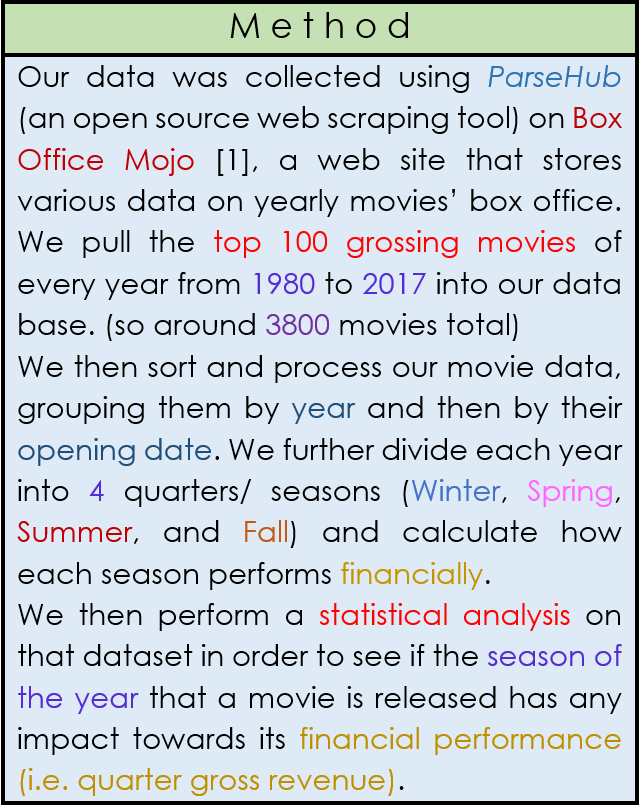 Method
Our data was collected using ParseHub
(an open source web scraping tool) on Box
Office Mojo [1], a web site that stores
various data on yearly movies’ box office.
We pull the top 100 grossing movies of
every year from 1980 to 2017 into our data
base. (so around 3800 movies total)
We then sort and process our movie data,
grouping them by year and then by their
opening date. We further divide each year
into 4 quarters/ seasons (Winter, Spring,
Summer, and Fall) and calculate how
each season performs financially.
We then perform a statistical analysis on
that dataset in order to see if the season of
the year that a movie is released has any
impact towards its financial performance
(i.e. quarter gross revenue).